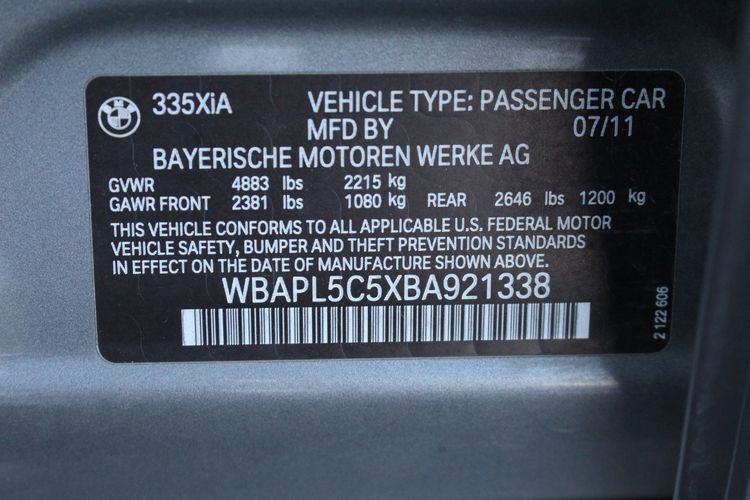 335XiA VEHICLE TYPE: PASSENGER CAR
MFD BY 07/11
BAYERISCHE MOTOREN WERKE AG
GVWR 4883 lbs 2215 kg
GAWR FRONT 2381 lbs 1080 kg REAR 2646 lbs 1200 kg
THIS VEHICLE CONFORMS TO ALL APPLICABLE U.S. FEDERAL MOTOR
VEHICLE SAFETY, BUMPER AND THEFT PREVENTION STANDARDS
IN EFFECT ON THE DATE OF MANUFACTURE SHOWN ABOVE.
WBAPL5C5XBA921338
2 122 606